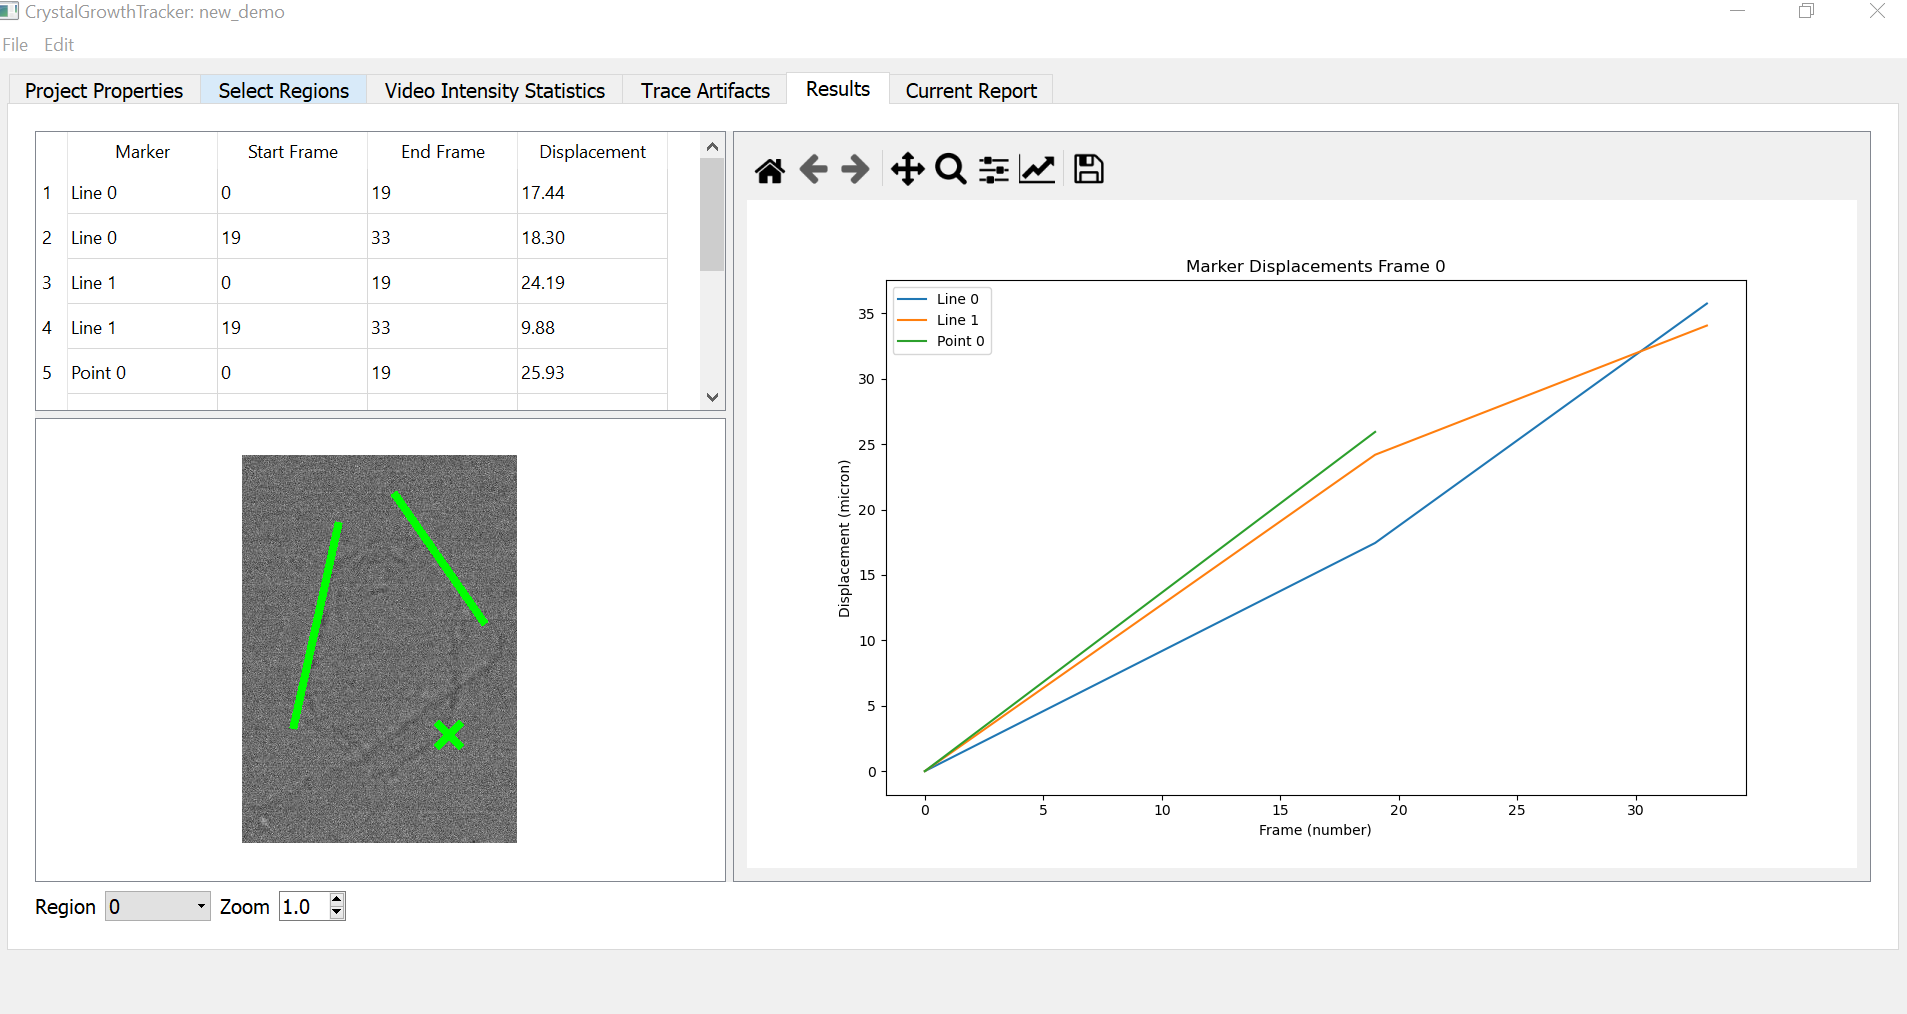 CrystalGrowthTracker: new_demo
File Edit
Project Properties Select Regions Video Intensity Statistics Trace Artifacts Results Current Report
Marker Start Frame End Frame Displacement
1 Line 0 0 19 17.44
2 Line 0 19 33 18.30
3 Line 1 0 19 24.19
4 Line 1 19 33 9.88
5 Point 0 0 19 25.93
Marker Displacements Frame 0
Line 0
Line 1
Point 0
Displacement (micron)
35
30
25
20
15
10
5
0
0 5 10 15 20 25 30
Frame (number)
Region 0 Zoom 1.0